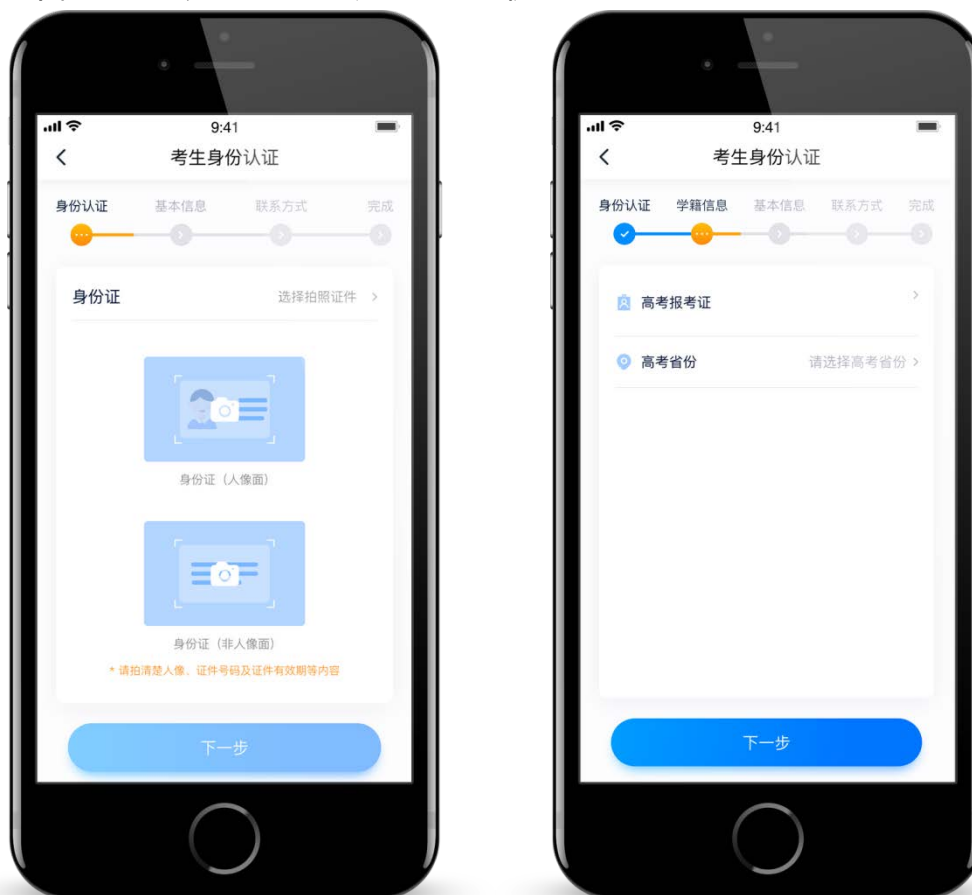 9:41
考生身份认证
身份认证 基本信息 联系方式 完成
身份证 选择拍照证件
身份证（人像面）
身份证（非人像面）
* 请拍清楚人像、证件号码及证件有效期等内容
下一步
9:41
考生身份认证
身份认证 学籍信息 基本信息 联系方式 完成
高考报考证
高考省份 请选择高考省份
下一步